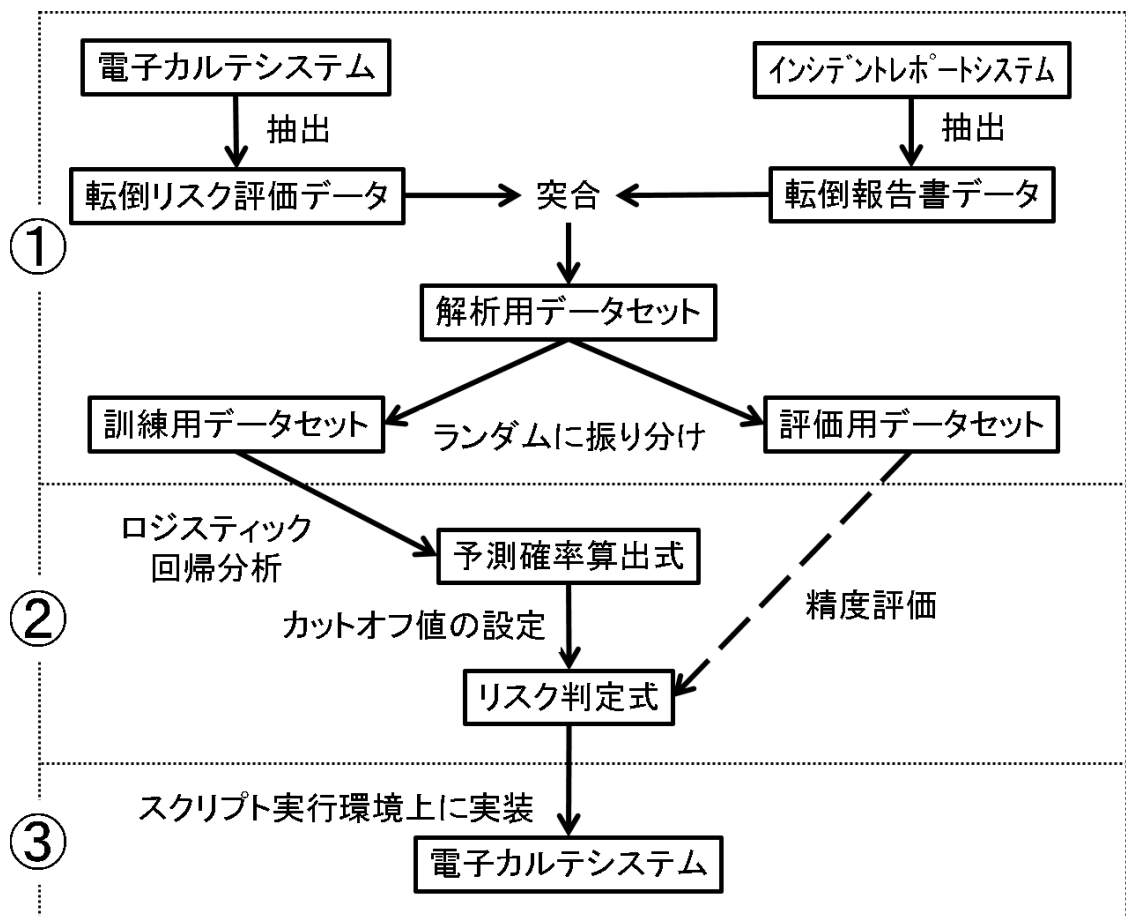 電子カルテシステム
インシデントレポートシステム
抽出
抽出
転倒リスク評価データ
突合
転倒報告書データ
①
解析用データセット
訓練用データセット
ランダムに振り分け
評価用データセット
ロジスティック
回帰分析
予測確率算出式
②
カットオフ値の設定
精度評価
リスク判定式
スクリプト実行環境上に実装
③
電子カルテシステム